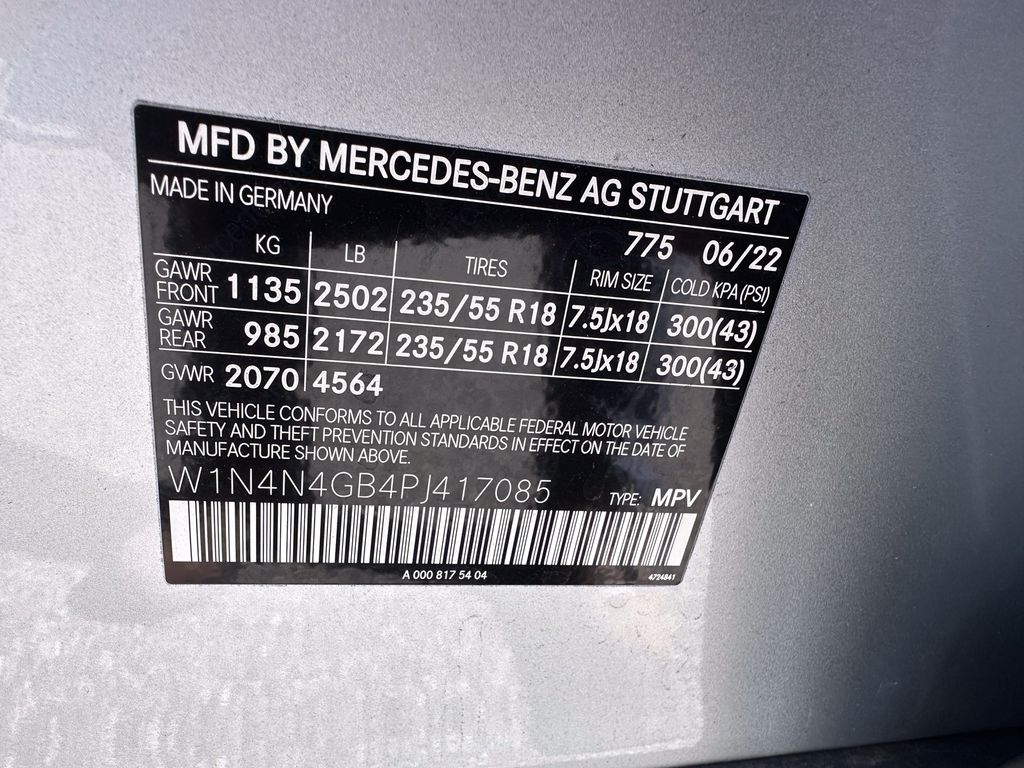 MFD BY MERCEDES-BENZ AG STUTTGART
MADE IN GERMANY
775 06/22
KG LB TIRES RIM SIZE COLD KPA (PSI)
GAWR FRONT 1135 2502 235/55 R18 7.5Jx18 300(43)
GAWR REAR 985 2172 235/55 R18 7.5Jx18 300(43)
GVWR 2070 4564
THIS VEHICLE CONFORMS TO ALL APPLICABLE FEDERAL MOTOR VEHICLE
SAFETY AND THEFT PREVENTION STANDARDS IN EFFECT ON THE DATE OF
MANUFACTURE SHOWN ABOVE.
W1N4N4GB4PJ417085 TYPE: MPV
A 000 817 54 04 4724841